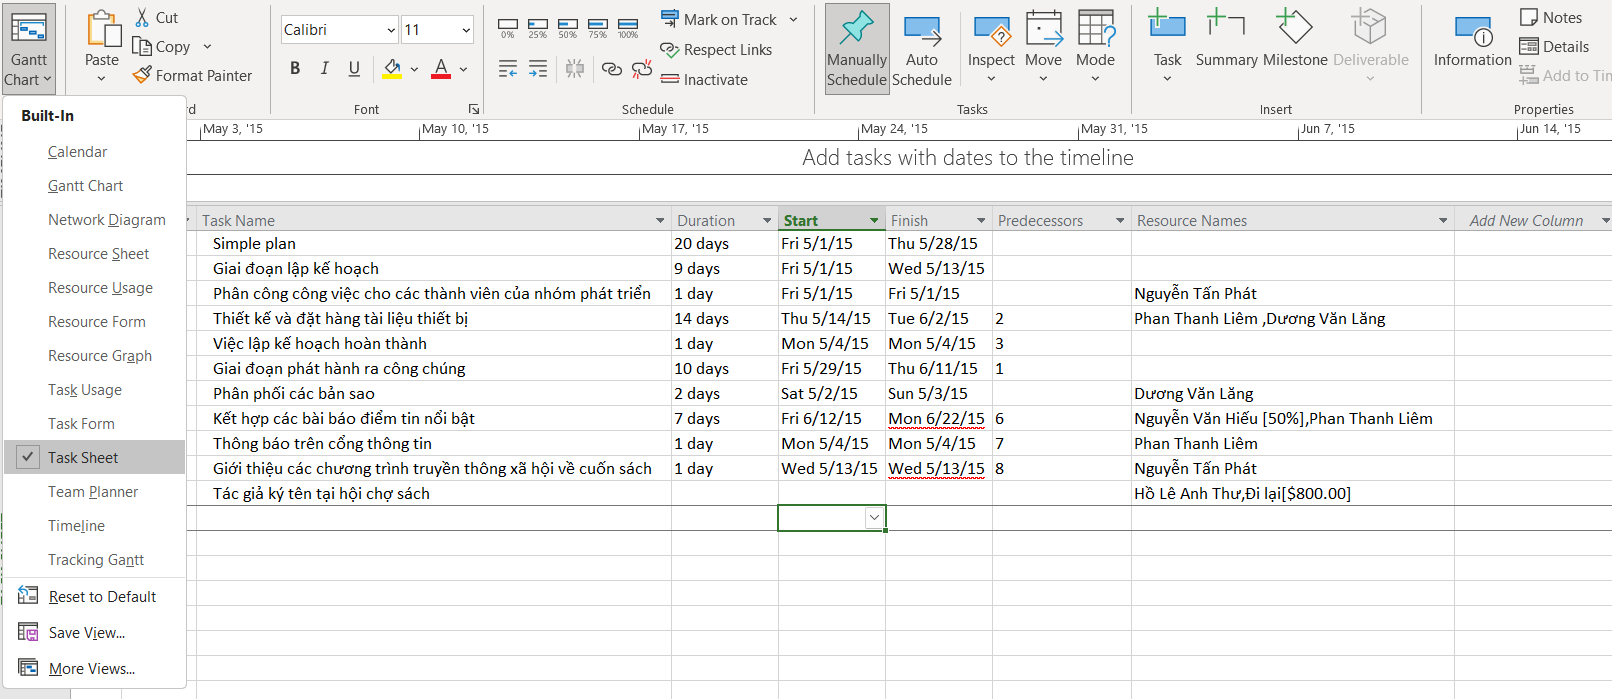 Gantt Chart
Paste
Cut
Copy
Format Painter
Calibri
11
B I U
A
Font
0% 25% 50% 75% 100%
Mark on Track
Respect Links
Inactivate
Schedule
Manually Schedule
Auto Schedule
Inspect
Move
Mode
Tasks
Task
Summary
Milestone
Deliverable
Insert
Information
Notes
Details
Add to Tim
Properties
May 3, '15 May 10, '15 May 17, '15 May 24, '15 May 31, '15 Jun 7, '15 Jun 14, '15
Add tasks with dates to the timeline
Built-In
Calendar
Gantt Chart
Network Diagram
Resource Sheet
Resource Usage
Resource Form
Resource Graph
Task Usage
Task Form
Task Sheet
Team Planner
Timeline
Tracking Gantt
Reset to Default
Save View...
More Views...
Task Name Duration Start Finish Predecessors Resource Names Add New Column
Simple plan 20 days Fri 5/1/15 Thu 5/28/15
Giai đoạn lập kế hoạch 9 days Fri 5/1/15 Wed 5/13/15
Phân công công việc cho các thành viên của nhóm phát triển 1 day Fri 5/1/15 Fri 5/1/15 Nguyễn Tấn Phát
Thiết kế và đặt hàng tài liệu thiết bị 14 days Thu 5/14/15 Tue 6/2/15 2 Phan Thanh Liêm ,Dương Văn Lăng
Việc lập kế hoạch hoàn thành 1 day Mon 5/4/15 Mon 5/4/15 3
Giai đoạn phát hành ra công chúng 10 days Fri 5/29/15 Thu 6/11/15 1
Phân phối các bản sao 2 days Sat 5/2/15 Sun 5/3/15 Dương Văn Lăng
Kết hợp các bài báo điểm tin nổi bật 7 days Fri 6/12/15 Mon 6/22/15 6 Nguyễn Văn Hiếu [50%],Phan Thanh Liêm
Thông báo trên cổng thông tin 1 day Mon 5/4/15 Mon 5/4/15 7 Phan Thanh Liêm
Giới thiệu các chương trình truyền thông xã hội về cuốn sách 1 day Wed 5/13/15 Wed 5/13/15 8 Nguyễn Tấn Phát
Tác giả ký tên tại hội chợ sách Hồ Lê Anh Thư,Đi lại[$800.00]